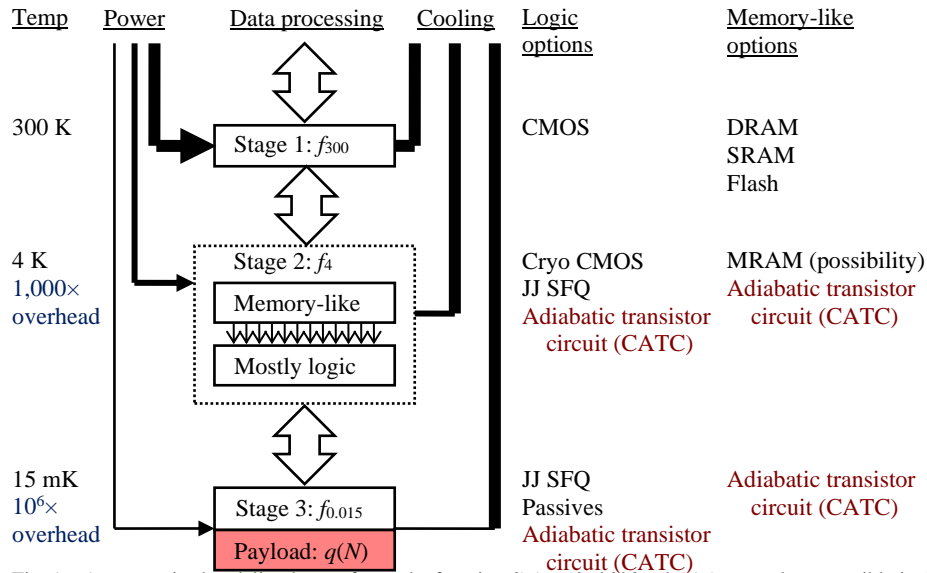 Temp Power Data processing Cooling Logic options Memory-like options
300 K
Stage 1: f300
CMOS
DRAM
SRAM
Flash
4 K
1,000×
overhead
Stage 2: f4
Memory-like
Mostly logic
Cryo CMOS
JJ SFQ
Adiabatic transistor
circuit (CATC)
MRAM (possibility)
Adiabatic transistor
circuit (CATC)
15 mK
10⁶×
overhead
Stage 3: f0.015
Payload: q(N)
JJ SFQ
Passives
Adiabatic transistor
circuit (CATC)
Adiabatic transistor
circuit (CATC)